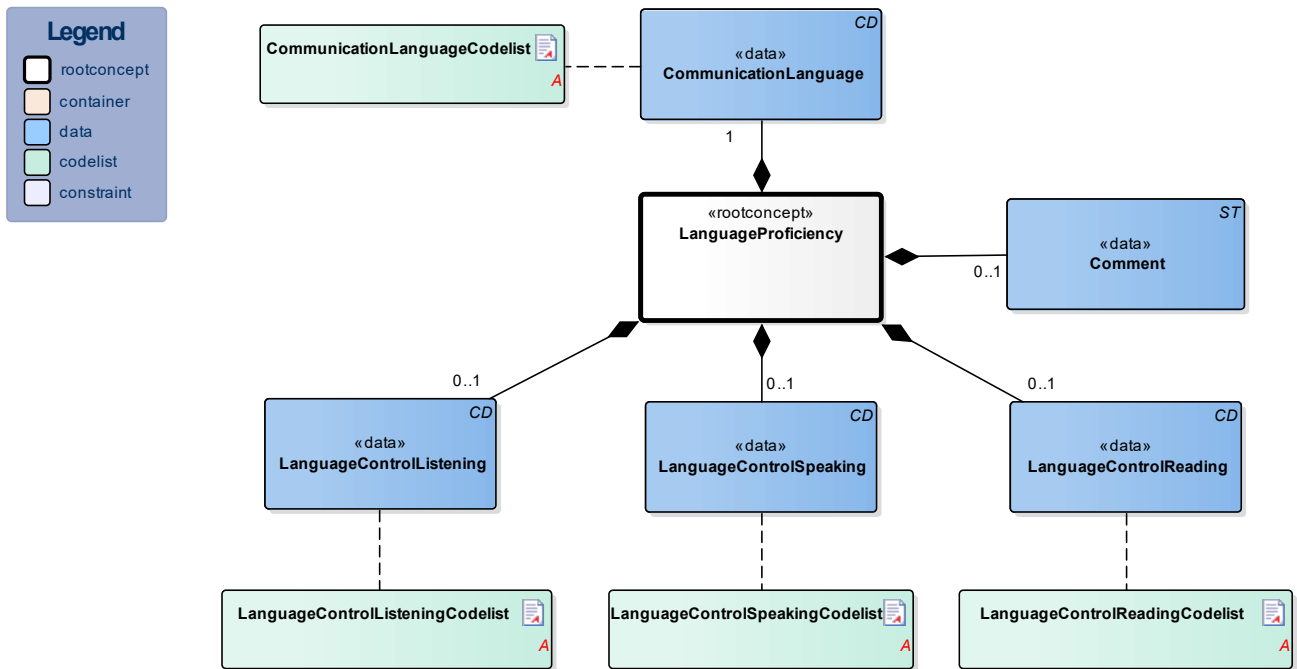 Legend
rootconcept
container
data
codelist
constraint
CommunicationLanguageCodelist
A
CD
«data»
CommunicationLanguage
1
«rootconcept»
LanguageProficiency
ST
«data»
Comment
0..1
0..1
0..1
0..1
CD
«data»
LanguageControlListening
CD
«data»
LanguageControlSpeaking
CD
«data»
LanguageControlReading
LanguageControlListeningCodelist
A
LanguageControlSpeakingCodelist
A
LanguageControlReadingCodelist
A